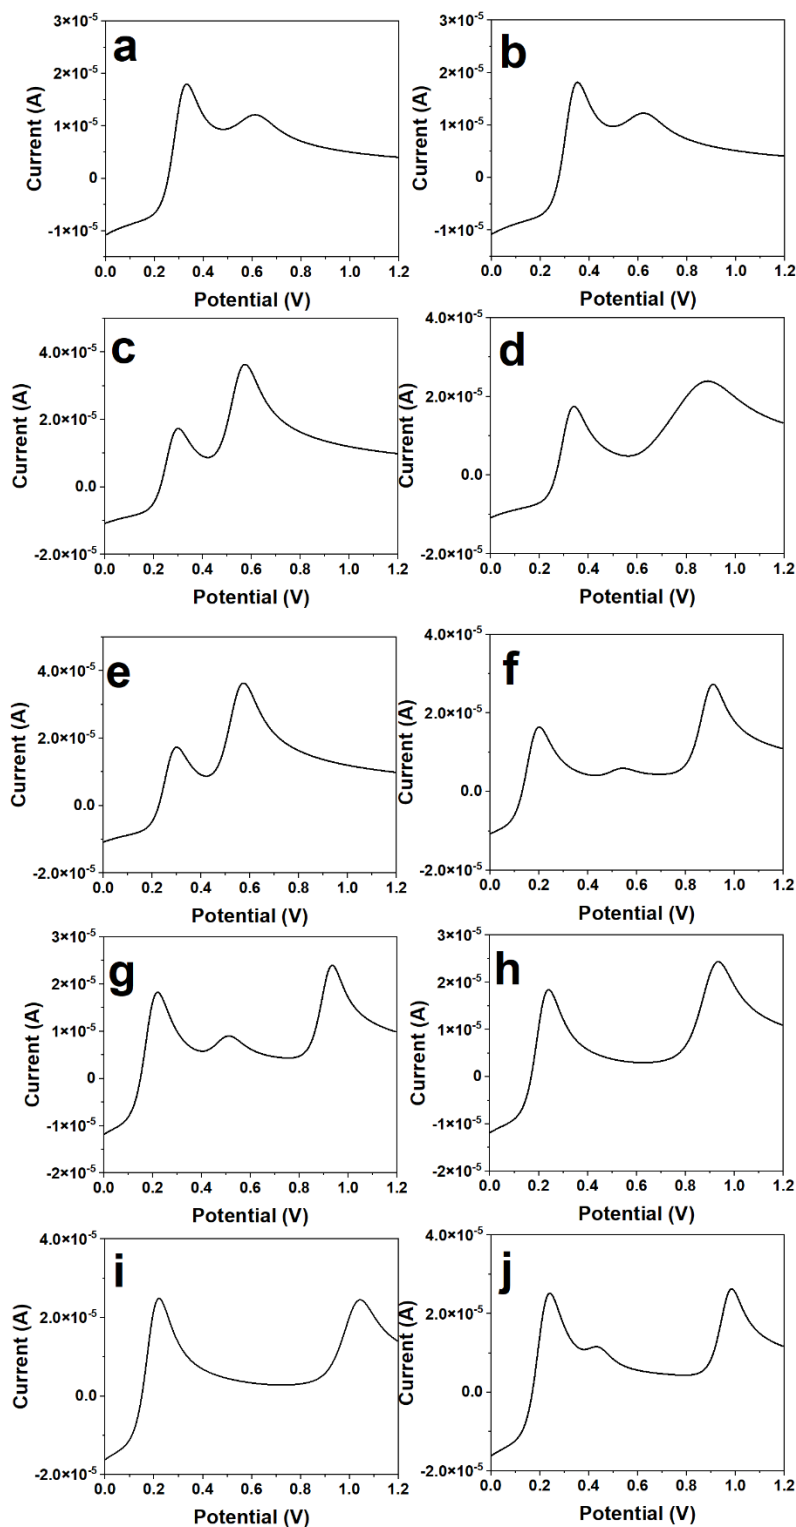 a
3×10⁻⁵
2×10⁻⁵
1×10⁻⁵
0
-1×10⁻⁵
Current (A)
0.0 0.2 0.4 0.6 0.8 1.0 1.2
Potential (V)
b
3×10⁻⁵
2×10⁻⁵
1×10⁻⁵
0
-1×10⁻⁵
Current (A)
0.0 0.2 0.4 0.6 0.8 1.0 1.2
Potential (V)
c
4.0×10⁻⁵
2.0×10⁻⁵
0.0
-2.0×10⁻⁵
Current (A)
0.0 0.2 0.4 0.6 0.8 1.0 1.2
Potential (V)
d
4.0×10⁻⁵
2.0×10⁻⁵
0.0
-2.0×10⁻⁵
Current (A)
0.0 0.2 0.4 0.6 0.8 1.0 1.2
Potential (V)
e
4.0×10⁻⁵
2.0×10⁻⁵
0.0
-2.0×10⁻⁵
Current (A)
0.0 0.2 0.4 0.6 0.8 1.0 1.2
Potential (V)
f
4.0×10⁻⁵
2.0×10⁻⁵
0.0
-2.0×10⁻⁵
Current (A)
0.0 0.2 0.4 0.6 0.8 1.0 1.2
Potential (V)
g
3×10⁻⁵
2×10⁻⁵
1×10⁻⁵
0
-1×10⁻⁵
-2×10⁻⁵
Current (A)
0.0 0.2 0.4 0.6 0.8 1.0 1.2
Potential (V)
h
3×10⁻⁵
2×10⁻⁵
1×10⁻⁵
0
-1×10⁻⁵
-2×10⁻⁵
Current (A)
0.0 0.2 0.4 0.6 0.8 1.0 1.2
Potential (V)
i
4.0×10⁻⁵
2.0×10⁻⁵
0.0
-2.0×10⁻⁵
Current (A)
0.0 0.2 0.4 0.6 0.8 1.0 1.2
Potential (V)
j
4.0×10⁻⁵
2.0×10⁻⁵
0.0
-2.0×10⁻⁵
Current (A)
0.0 0.2 0.4 0.6 0.8 1.0 1.2
Potential (V)